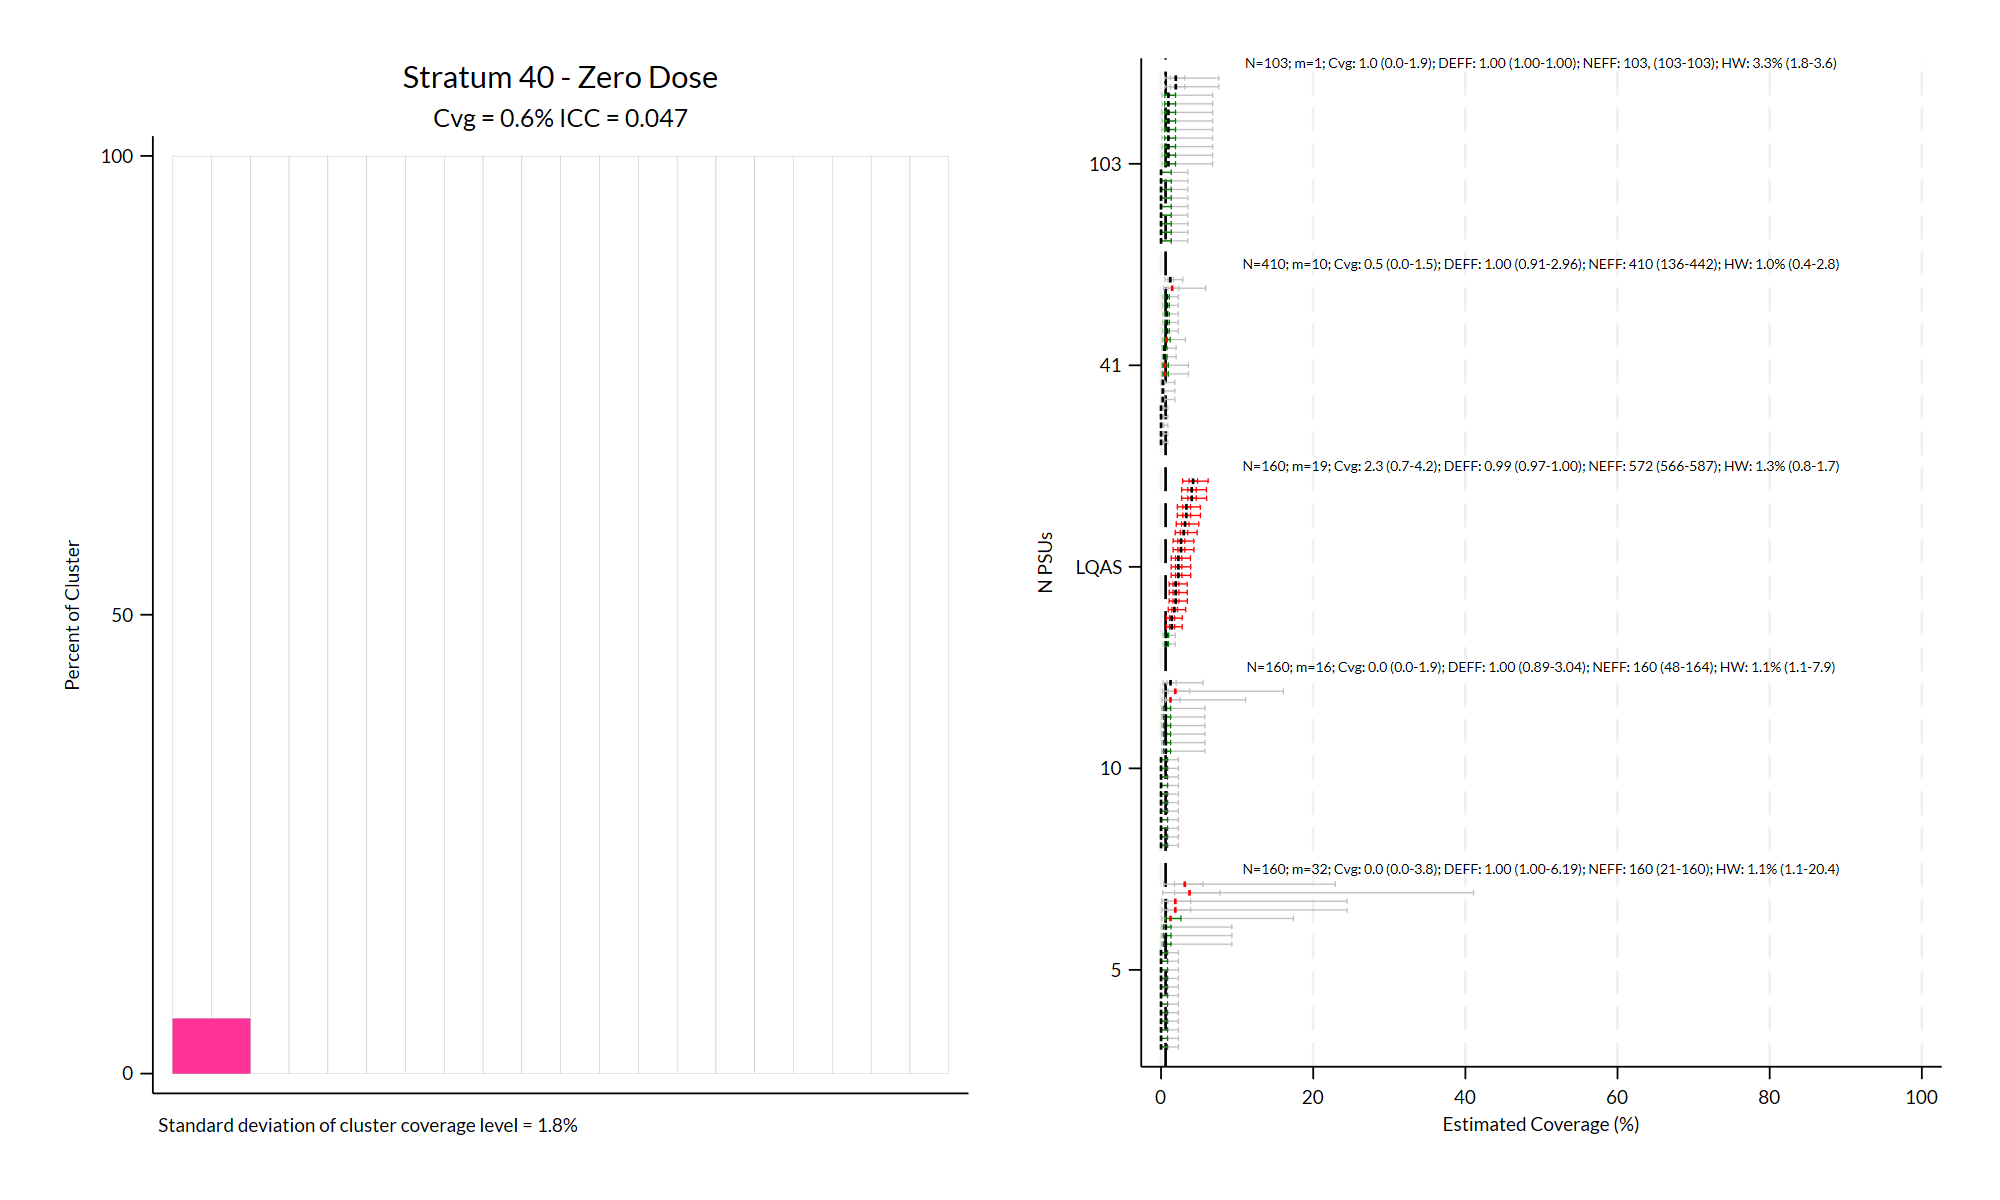 Stratum 40 - Zero Dose
Cvg = 0.6% ICC = 0.047
Percent of Cluster
100
50
0
Standard deviation of cluster coverage level = 1.8%
N PSUs
N=103; m=1; Cvg: 1.0 (0.0-1.9); DEFF: 1.00 (1.00-1.00); NEFF: 103, (103-103); HW: 3.3% (1.8-3.6)
103
N=410; m=10; Cvg: 0.5 (0.0-1.5); DEFF: 1.00 (0.91-2.96); NEFF: 410 (136-442); HW: 1.0% (0.4-2.8)
41
N=160; m=19; Cvg: 2.3 (0.7-4.2); DEFF: 0.99 (0.97-1.00); NEFF: 572 (566-587); HW: 1.3% (0.8-1.7)
LQAS
N=160; m=16; Cvg: 0.0 (0.0-1.9); DEFF: 1.00 (0.89-3.04); NEFF: 160 (48-164); HW: 1.1% (1.1-7.9)
10
N=160; m=32; Cvg: 0.0 (0.0-3.8); DEFF: 1.00 (1.00-6.19); NEFF: 160 (21-160); HW: 1.1% (1.1-20.4)
5
0 20 40 60 80 100
Estimated Coverage (%)